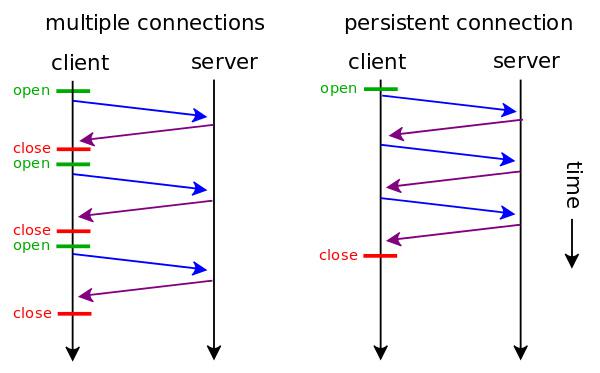 multiple connections
client server
open
close
open
close
open
close
persistent connection
client server
open
close
time